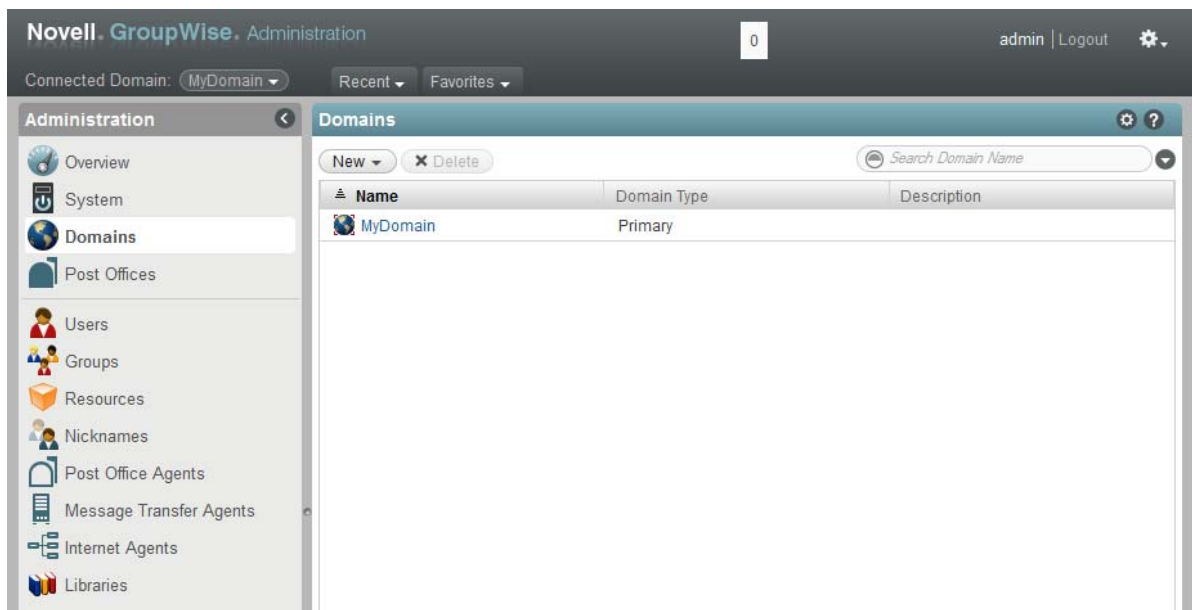 Novell. GroupWise. Administration
0
admin | Logout
Connected Domain: MyDomain
Recent
Favorites
Administration
Overview
System
Domains
Post Offices
Users
Groups
Resources
Nicknames
Post Office Agents
Message Transfer Agents
Internet Agents
Libraries
Domains
?
New
Delete
Search Domain Name
Name Domain Type Description
MyDomain Primary